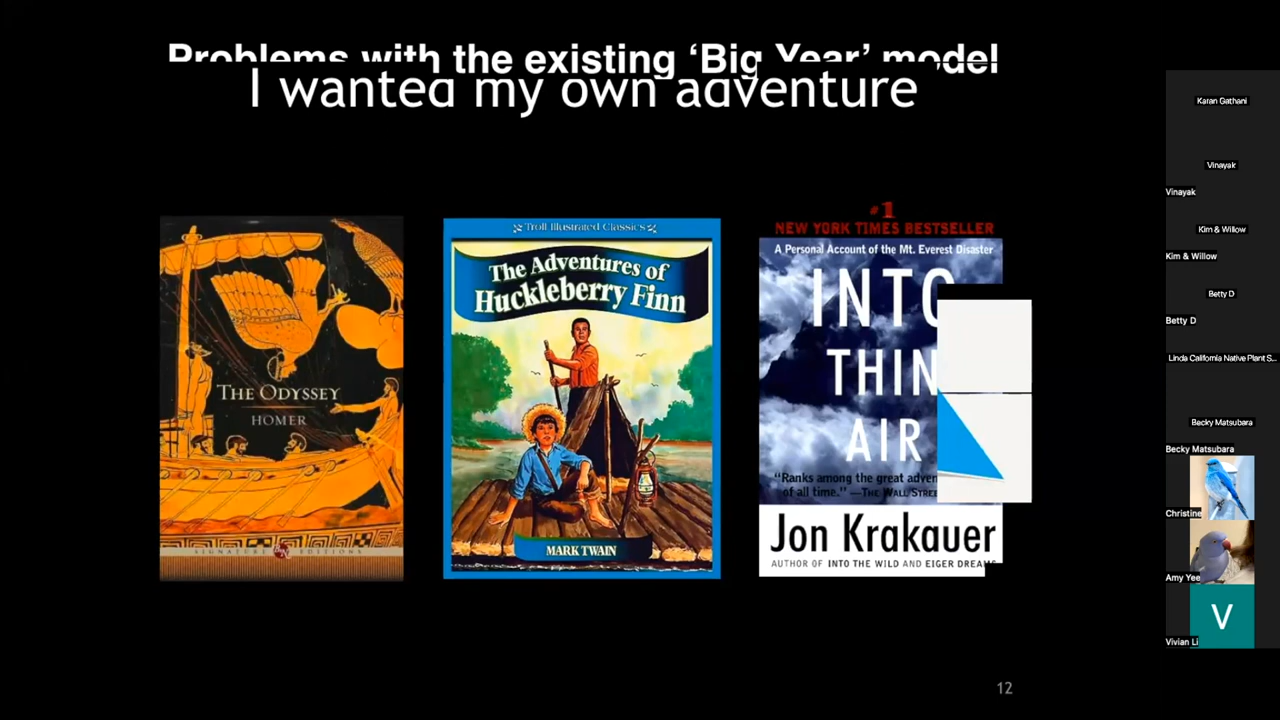 Problems with the existing ‘Big Year’ model
I wanted my own adventure
THE ODYSSEY
HOMER
SIGNATURE EDITIONS
Troll Illustrated Classics
The Adventures of
Huckleberry Finn
MARK TWAIN
#1
NEW YORK TIMES BESTSELLER
A Personal Account of the Mt. Everest Disaster
INTO
THIN
AIR
“Ranks among the great
of all time.” —THE WALL
Jon Krakauer
AUTHOR OF INTO THE WILD AND EIGER DREAMS
12
Karan Gathani
Vinayak
Vinayak
Kim & Willow
Kim & Willow
Betty D
Betty D
Linda California Native Plant S...
Becky Matsubara
Becky Matsubara
Christine
Amy Yee
V
Vivian Li